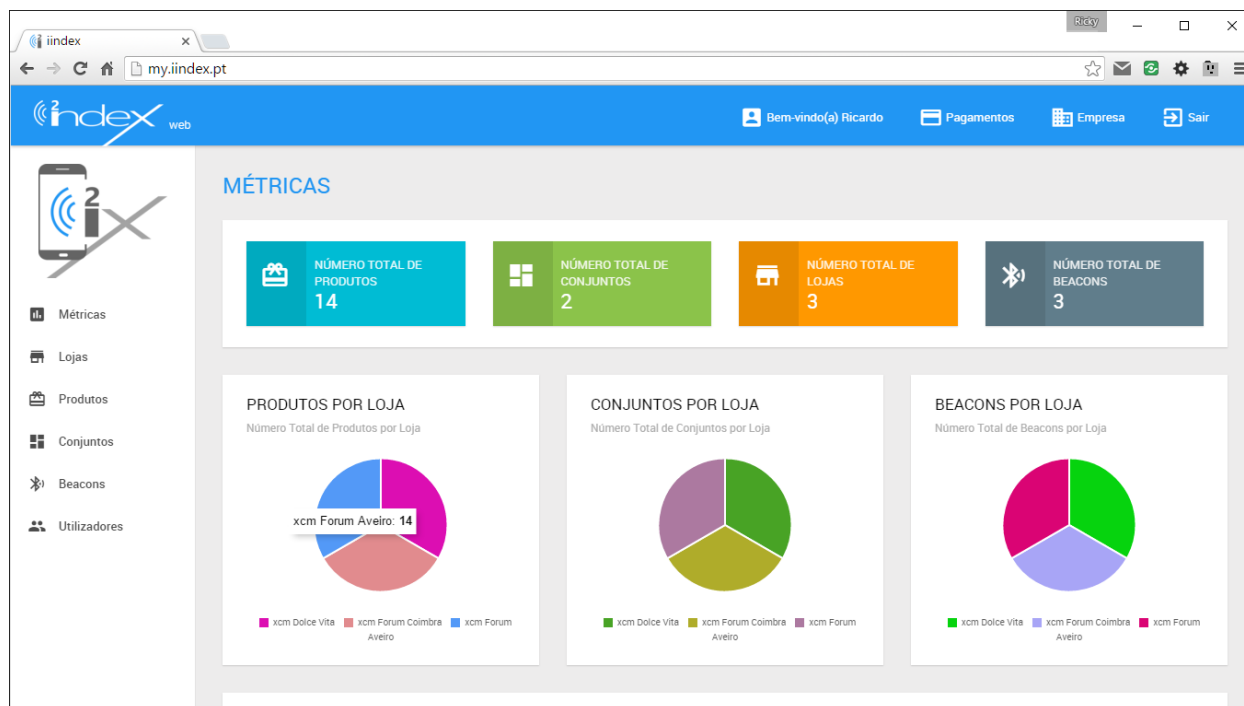 Ricky
iindex
my.iindex.pt
i2ndex web
Bem-vindo(a) Ricardo
Pagamentos
Empresa
Sair
i2x
Métricas
Lojas
Produtos
Conjuntos
Beacons
Utilizadores
MÉTRICAS
NÚMERO TOTAL DE
PRODUTOS
14
NÚMERO TOTAL DE
CONJUNTOS
2
NÚMERO TOTAL DE
LOJAS
3
NÚMERO TOTAL DE
BEACONS
3
PRODUTOS POR LOJA
Número Total de Produtos por Loja
xcm Forum Aveiro: 14
xcm Dolce Vita xcm Forum Coimbra xcm Forum
Aveiro
CONJUNTOS POR LOJA
Número Total de Conjuntos por Loja
xcm Dolce Vita xcm Forum Coimbra xcm Forum
Aveiro
BEACONS POR LOJA
Número Total de Beacons por Loja
xcm Dolce Vita xcm Forum Coimbra xcm Forum
Aveiro